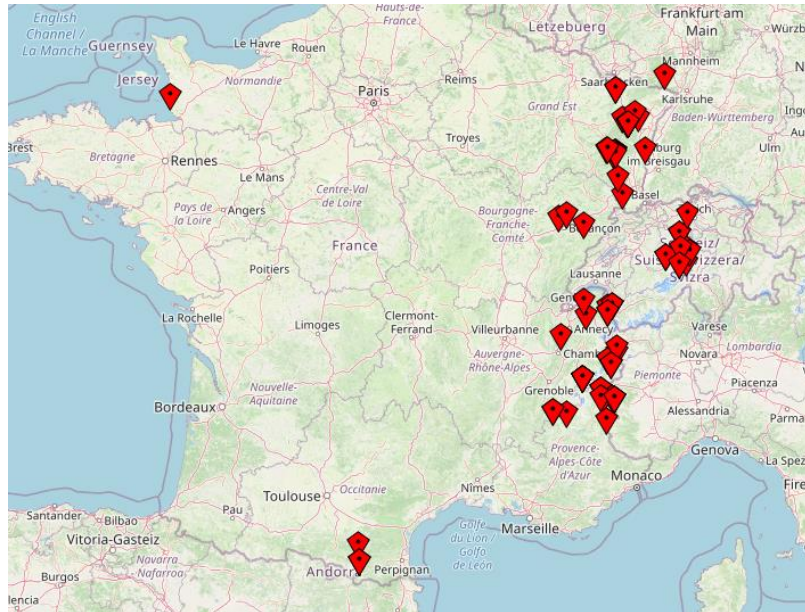 English
Channel /
La Manche
Hauts-de-
France
Letzebuerg
Frankfurt am
Main
Würzb
Guernsey
Le Havre
Rouen
Jersey
Normandie
Paris
Reims
Mannheim
Saarbrücken
Grand Est
Karlsruhe
Baden-Württemberg
Brest
Bretagne
Rennes
Le Mans
Troyes
im Breisgau
Ulm
Pays de
la Loire
Angers
Centre-Val
de Loire
Bourgogne-
Franche-
Comté
Besançon
Basel
France
Poitiers
Lausanne
La Rochelle
Limoges
Clermont-
Ferrand
Villeurbanne
Annecy
Varese
Lombardia
Auvergne-
Rhône-Alpes
Novara
Nouvelle-
Aquitaine
Grenoble
Piemonte
Piacenza
Bordeaux
Alessandria
Parma
Provence-
Alpes-Côte
d'Azur
Genova
La Spez
Toulouse
Occitanie
Nîmes
Monaco
Santander
Bilbao
Pau
Marseille
Vitoria-Gasteiz
Navarra -
Nafarroa
Golfe
du Lion /
Golfo
de León
Burgos
Perpignan